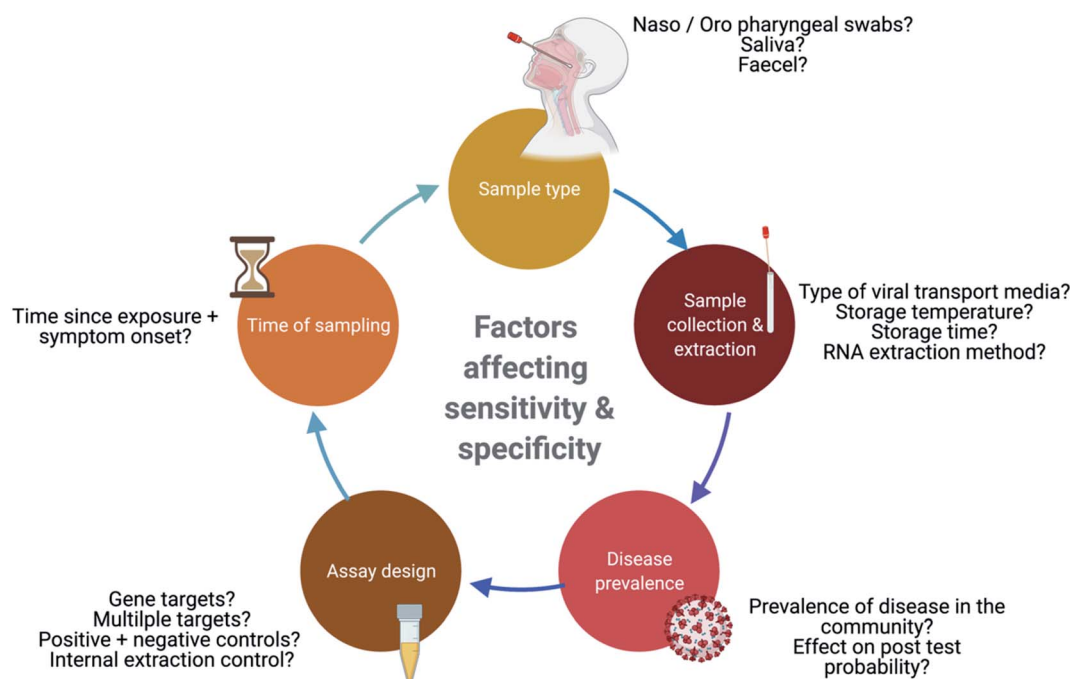 Naso / Oro pharyngeal swabs?
Saliva?
Faecel?
Sample type
Sample
collection &
extraction
Type of viral transport media?
Storage temperature?
Storage time?
RNA extraction method?
Time of sampling
Time since exposure +
symptom onset?
Factors
affecting
sensitivity &
specificity
Disease
prevalence
Prevalence of disease in the
community?
Effect on post test
probability?
Assay design
Gene targets?
Multilple targets?
Positive + negative controls?
Internal extraction control?